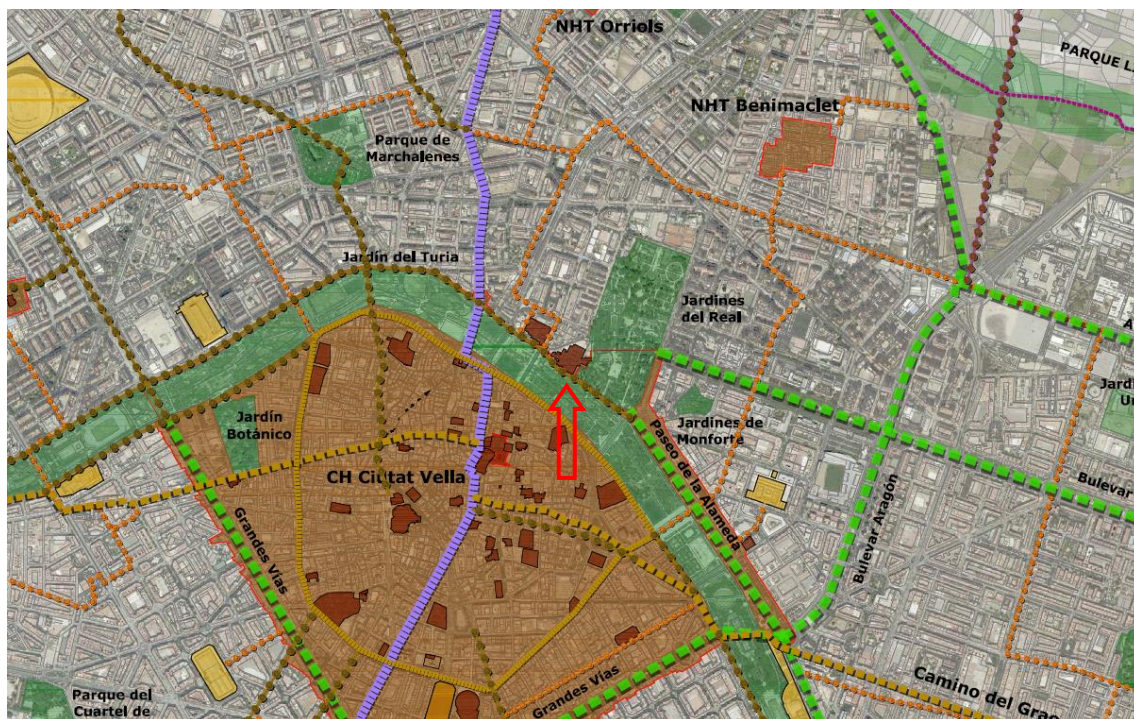 NHT Orriols
PARQUE L
NHT Benimaclet
Parque de
Marchalenes
Jardín del Turia
Jardines
del Real
Jardín
Botánico
Jardines de
Monforte
Paseo de la Alameda
CH Ciutat Vella
Bulevar
Bulevar Aragón
Grandes Vías
Grandes Vías
Camino del Gra
Parque del
Cuartel de